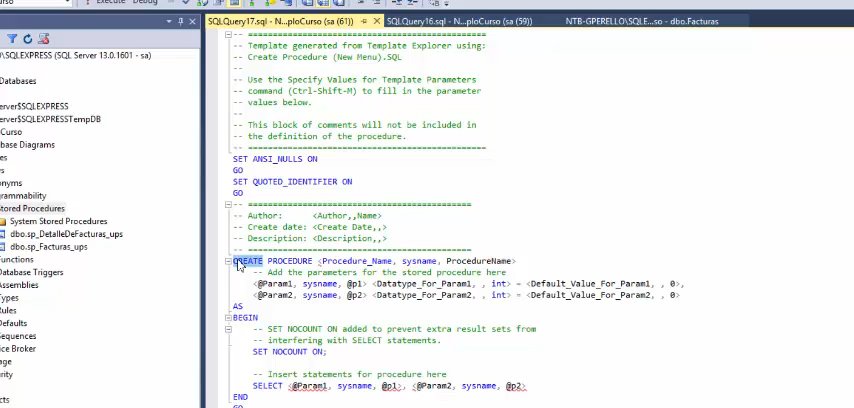 Execute Debug
SQLQuery17.sql - N...ploCurso (sa (61))* SQLQuery16.sql - N...ploCurso (sa (59)) NTB-GPERELLO\SQLE...so - dbo.Facturas
\SQLEXPRESS (SQL Server 13.0.1601 - sa)
Databases
erver$SQLEXPRESS
erver$SQLEXPRESSTempDB
Curso
base Diagrams
es
s
onyms
rammability
Stored Procedures
System Stored Procedures
dbo.sp_DetalleDeFacturas_ups
dbo.sp_Facturas_ups
Functions
Database Triggers
Assemblies
Types
Rules
Defaults
Sequences
ice Broker
age
rity
cts
-- =============================================
-- Template generated from Template Explorer using:
-- Create Procedure (New Menu).SQL
--
-- Use the Specify Values for Template Parameters
-- command (Ctrl-Shift-M) to fill in the parameter
-- values below.
--
-- This block of comments will not be included in
-- the definition of the procedure.
-- =============================================
SET ANSI_NULLS ON
GO
SET QUOTED_IDENTIFIER ON
GO
-- =============================================
-- Author: <Author,,Name>
-- Create date: <Create Date,,>
-- Description: <Description,,>
-- =============================================
CREATE PROCEDURE <Procedure_Name, sysname, ProcedureName>
-- Add the parameters for the stored procedure here
<@Param1, sysname, @p1> <Datatype_For_Param1, , int> = <Default_Value_For_Param1, , 0>,
<@Param2, sysname, @p2> <Datatype_For_Param2, , int> = <Default_Value_For_Param2, , 0>
AS
BEGIN
-- SET NOCOUNT ON added to prevent extra result sets from
-- interfering with SELECT statements.
SET NOCOUNT ON;
-- Insert statements for procedure here
SELECT <@Param1, sysname, @p1>, <@Param2, sysname, @p2>
END
GO